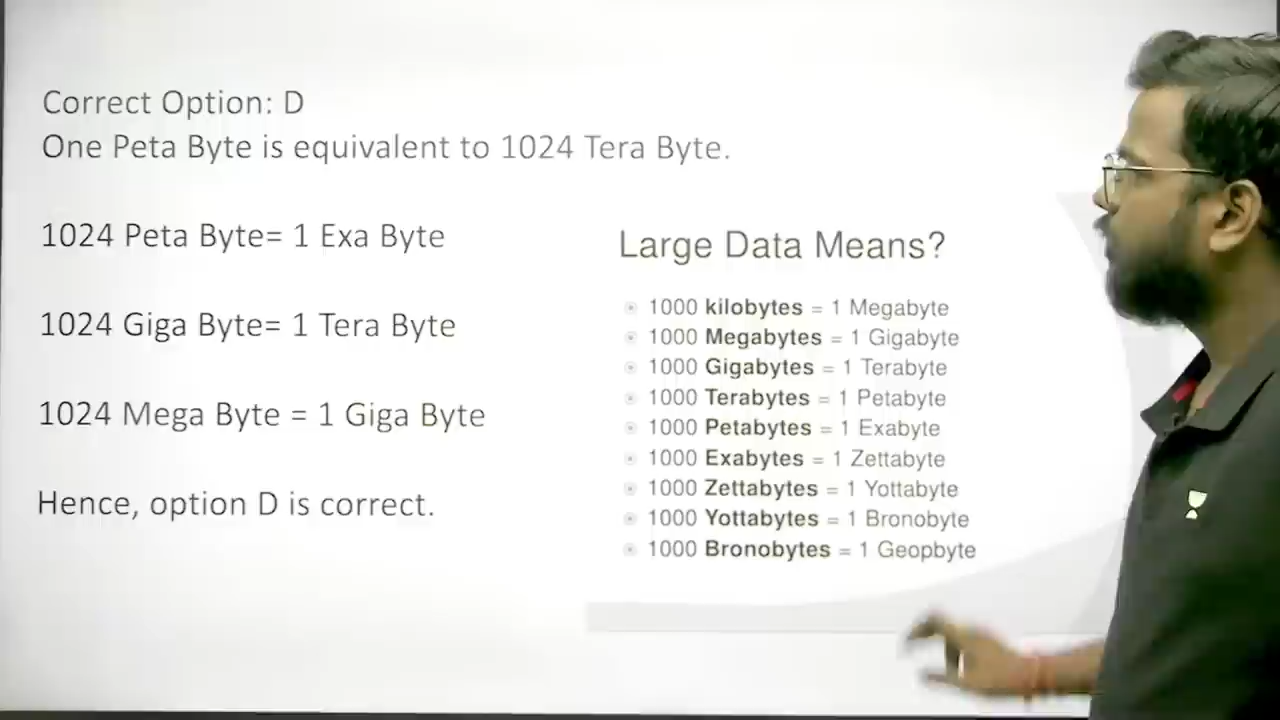 Correct Option: D
One Peta Byte is equivalent to 1024 Tera Byte.
1024 Peta Byte= 1 Exa Byte
1024 Giga Byte= 1 Tera Byte
1024 Mega Byte = 1 Giga Byte
Hence, option D is correct.
Large Data Means?
1000 kilobytes = 1 Megabyte
1000 Megabytes = 1 Gigabyte
1000 Gigabytes = 1 Terabyte
1000 Terabytes = 1 Petabyte
1000 Petabytes = 1 Exabyte
1000 Exabytes = 1 Zettabyte
1000 Zettabytes = 1 Yottabyte
1000 Yottabytes = 1 Bronobyte
1000 Bronobytes = 1 Geopbyte